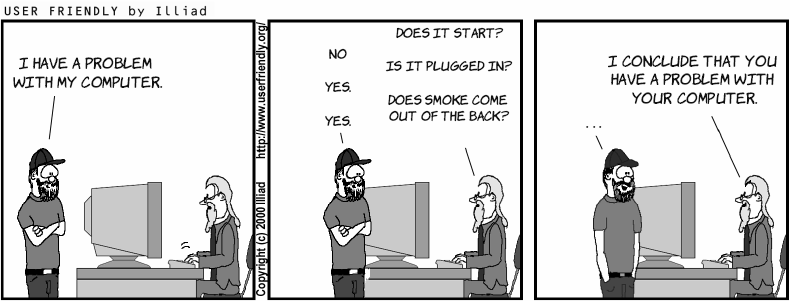 USER FRIENDLY by Illiad
I HAVE A PROBLEM
WITH MY COMPUTER.
Copyright (c) 2000 Illiad http://www.userfriendly.org/
DOES IT START?
NO
IS IT PLUGGED IN?
YES.
DOES SMOKE COME
OUT OF THE BACK?
YES.
I CONCLUDE THAT YOU
HAVE A PROBLEM WITH
YOUR COMPUTER.
...